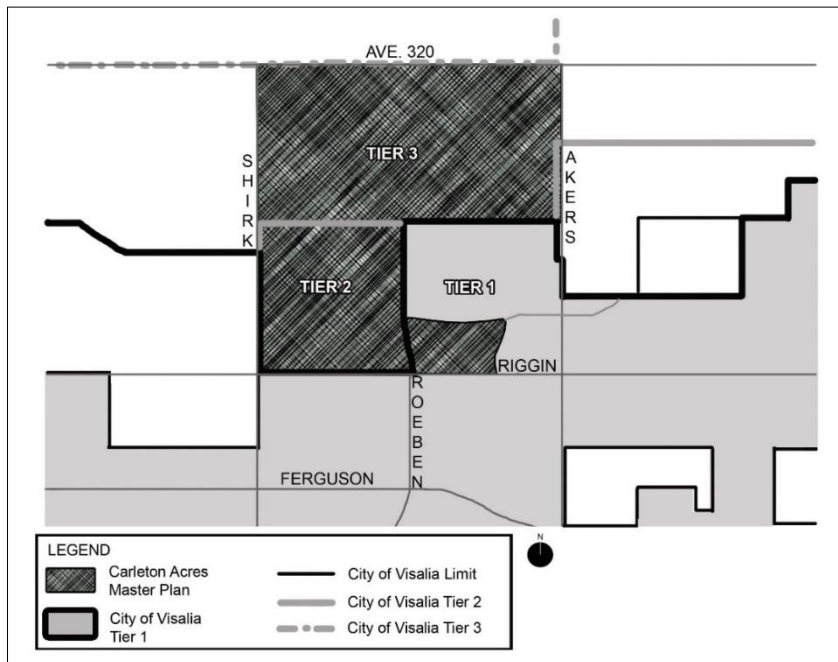 AVE. 320
TIER 3
SHIRK
AKERS
TIER 2
TIER 1
RIGGIN
ROEBEN
FERGUSON
N
LEGEND
Carleton Acres
Master Plan
City of Visalia
Tier 1
City of Visalia Limit
City of Visalia Tier 2
City of Visalia Tier 3